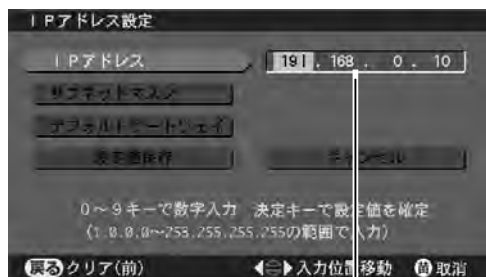 IPアドレス設定
IPアドレス 191. 168. 0. 10
サブネットマスク
デフォルトゲートウェイ
設定値保存 キャンセル
0~9キーで数字入力 決定キーで設定値を確定
(1.0.0.0~255.255.255.255の範囲で入力)
戻る クリア(前) 入力位置移動 黄 取消